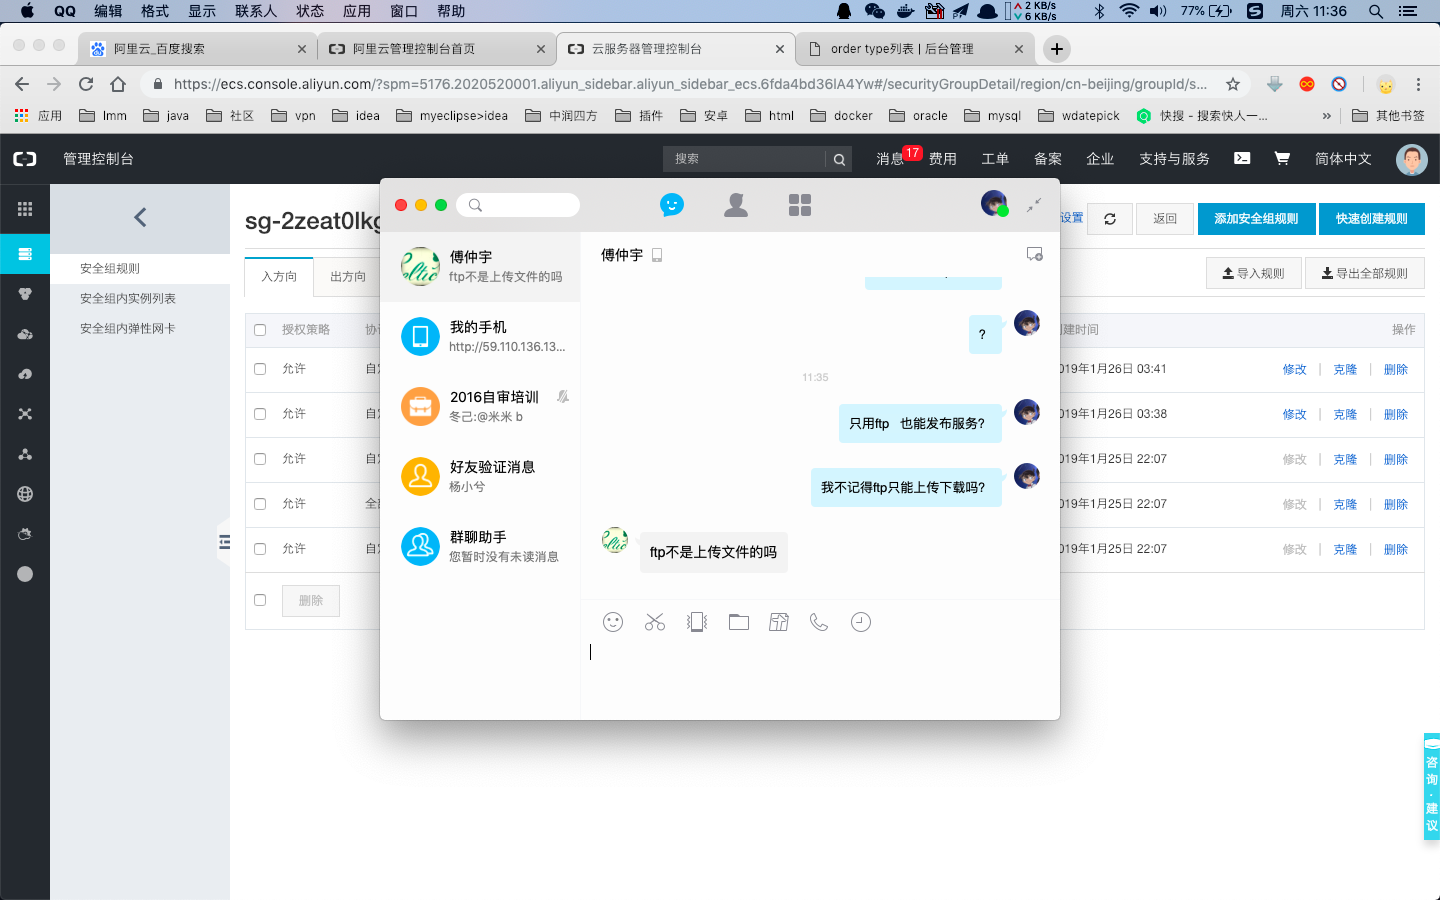 QQ 编辑 格式 显示 联系人 状态 应用 窗口 帮助 2 KB/s 6 KB/s 77% 周六 11:36
阿里云_百度搜索 阿里云管理控制台首页 云服务器管理控制台 order type列表 | 后台管理
https://ecs.console.aliyun.com/?spm=5176.2020520001.aliyun_sidebar.aliyun_sidebar_ecs.6fda4bd36lA4Yw#/securityGroupDetail/region/cn-beijing/groupId/s...
应用 lmm java 社区 vpn idea myeclipse>idea 中润四方 插件 安卓 html docker oracle mysql wdatepick 快搜 - 搜索快人一... » 其他书签
管理控制台 搜索 消息 17 费用 工单 备案 企业 支持与服务 简体中文
sg-2zeat0lkg
设置 返回 添加安全组规则 快速创建规则
安全组规则
安全组内实例列表
安全组内弹性网卡
入方向 出方向 导入规则 导出全部规则
授权策略 建时间 操作
允许 019年1月26日 03:41 修改 | 克隆 | 删除
允许 019年1月26日 03:38 修改 | 克隆 | 删除
允许 019年1月25日 22:07 修改 | 克隆 | 删除
允许 019年1月25日 22:07 修改 | 克隆 | 删除
允许 019年1月25日 22:07 修改 | 克隆 | 删除
删除
傅仲宇
ftp不是上传文件的吗
我的手机
http://59.110.136.13...
2016自审培训
冬己:@米米 b
好友验证消息
杨小兮
群聊助手
您暂时没有未读消息
傅仲宇
?
11:35
只用ftp 也能发布服务?
我不记得ftp只能上传下载吗?
ftp不是上传文件的吗
咨询·建议